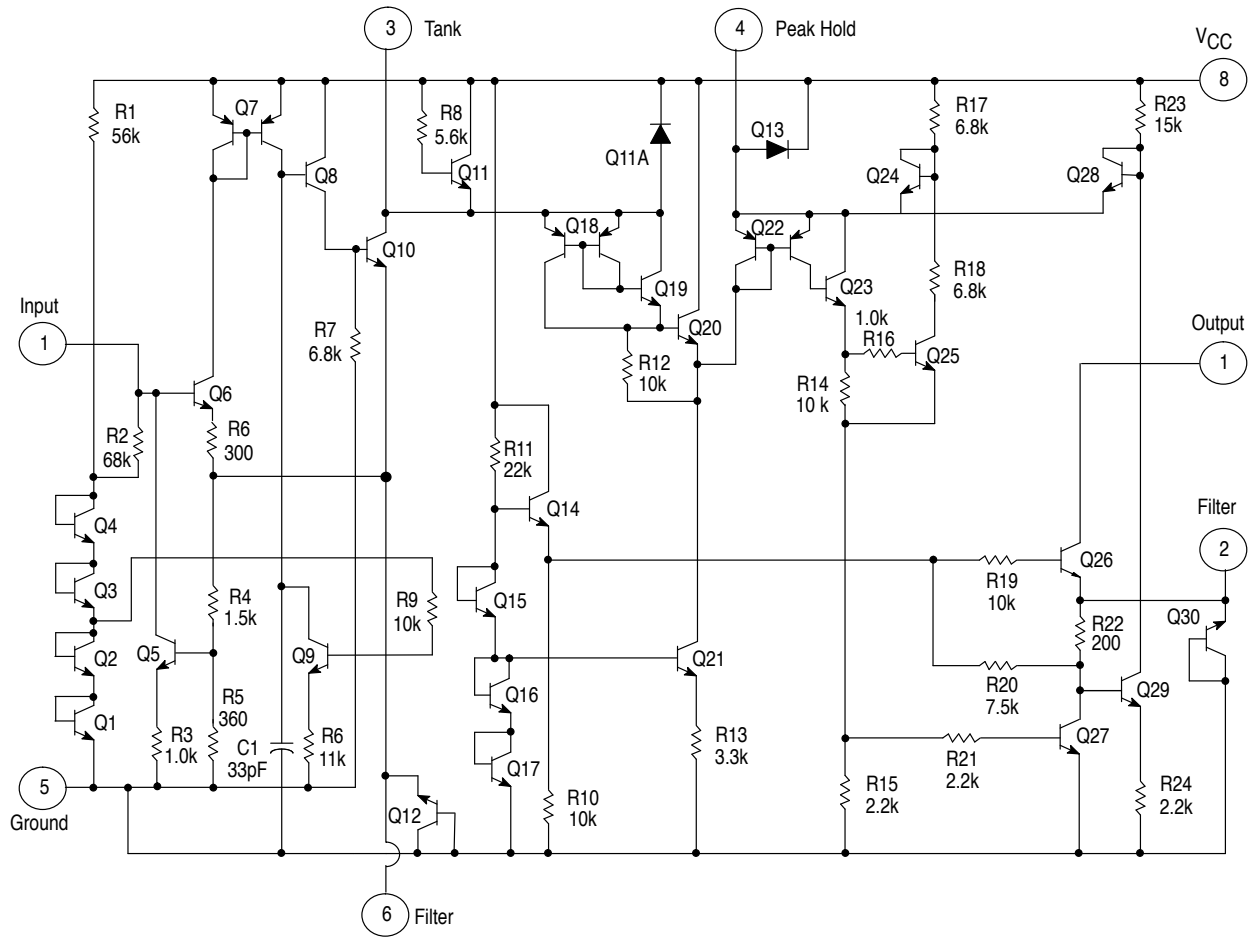 3 Tank
4 Peak Hold
VCC
8
R1
56k
Q7
Q8
R8
5.6k
Q11
Q11A
Q13
R17
6.8k
R23
15k
Q24
Q28
Q10
Q18
Q22
Q19
Q23
R18
6.8k
Input
1
R7
6.8k
Q20
1.0k
R16
Q25
Output
1
R12
10k
R14
10 k
Q6
R2
68k
R6
300
R11
22k
Q14
Filter
2
Q4
Q3
Q26
R19
10k
R4
1.5k
R9
10k
Q15
Q30
R22
200
Q2
Q5
Q9
Q21
R20
7.5k
Q29
Q16
Q1
R5
360
R3
1.0k
C1
33pF
R6
11k
R13
3.3k
Q27
Q17
R21
2.2k
5
Ground
Q12
R10
10k
R15
2.2k
R24
2.2k
6 Filter